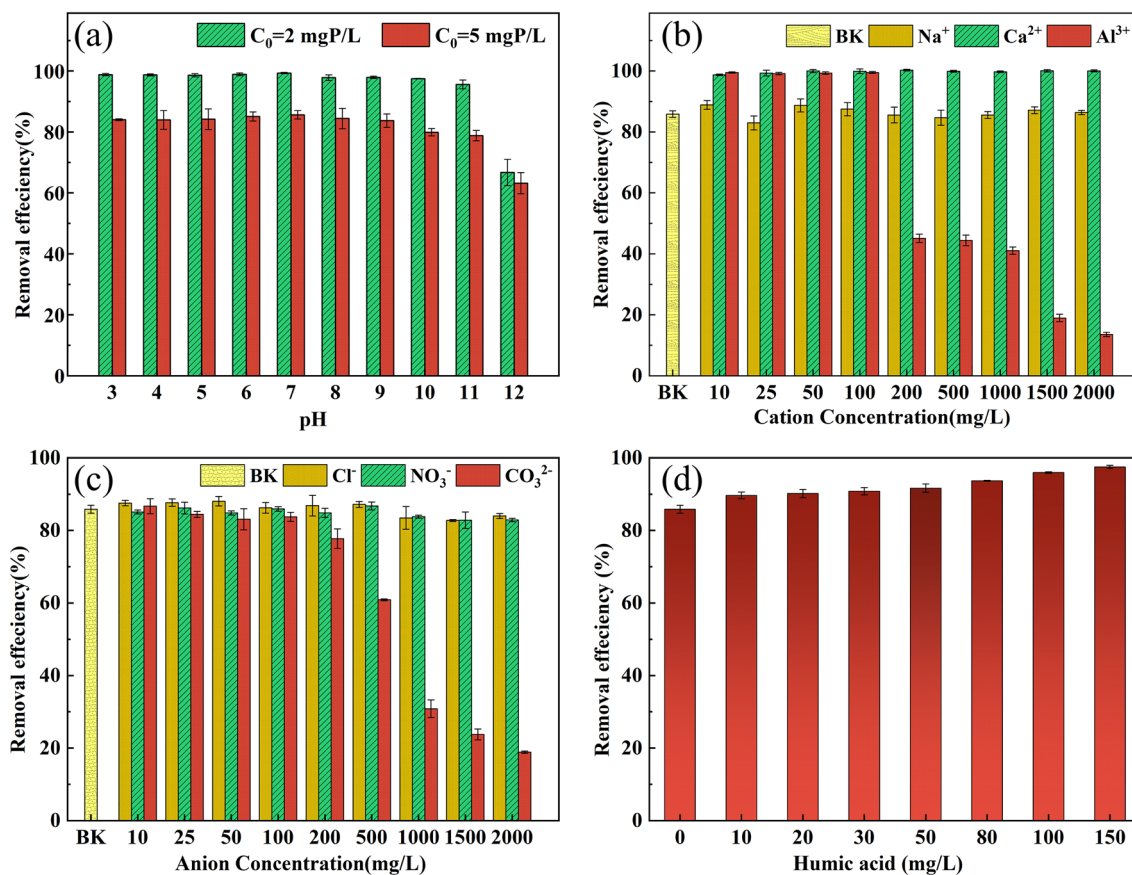 (a)
C₀=2 mgP/L
C₀=5 mgP/L
Removal effeciency(%)
100
80
60
40
20
0
3 4 5 6 7 8 9 10 11 12
pH
(b)
BK
Na⁺
Ca²⁺
Al³⁺
Removal effeciency(%)
100
80
60
40
20
0
BK 10 25 50 100 200 500 1000 1500 2000
Cation Concentration(mg/L)
(c)
BK
Cl⁻
NO₃⁻
CO₃²⁻
Removal effeciency(%)
100
80
60
40
20
0
BK 10 25 50 100 200 500 1000 1500 2000
Anion Concentration(mg/L)
(d)
Removal effeciency (%)
100
80
60
40
20
0
0 10 20 30 50 80 100 150
Humic acid (mg/L)